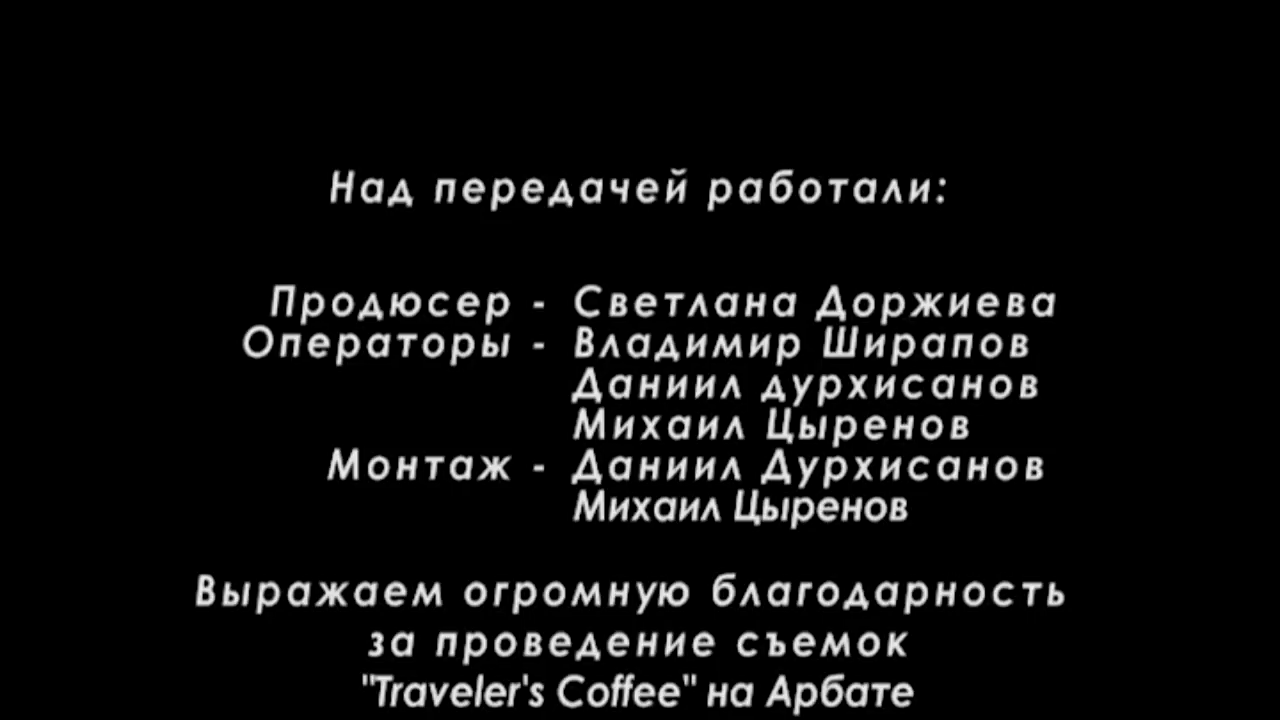 Над передачей работали:
Продюсер - Светлана Доржиева
Операторы - Владимир Ширапов
Даниил дурхисанов
Михаил Цыренов
Монтаж - Даниил Дурхисанов
Михаил Цыренов
Выражаем огромную благодарность
за проведение съемок
"Traveler's Coffee" на Арбате